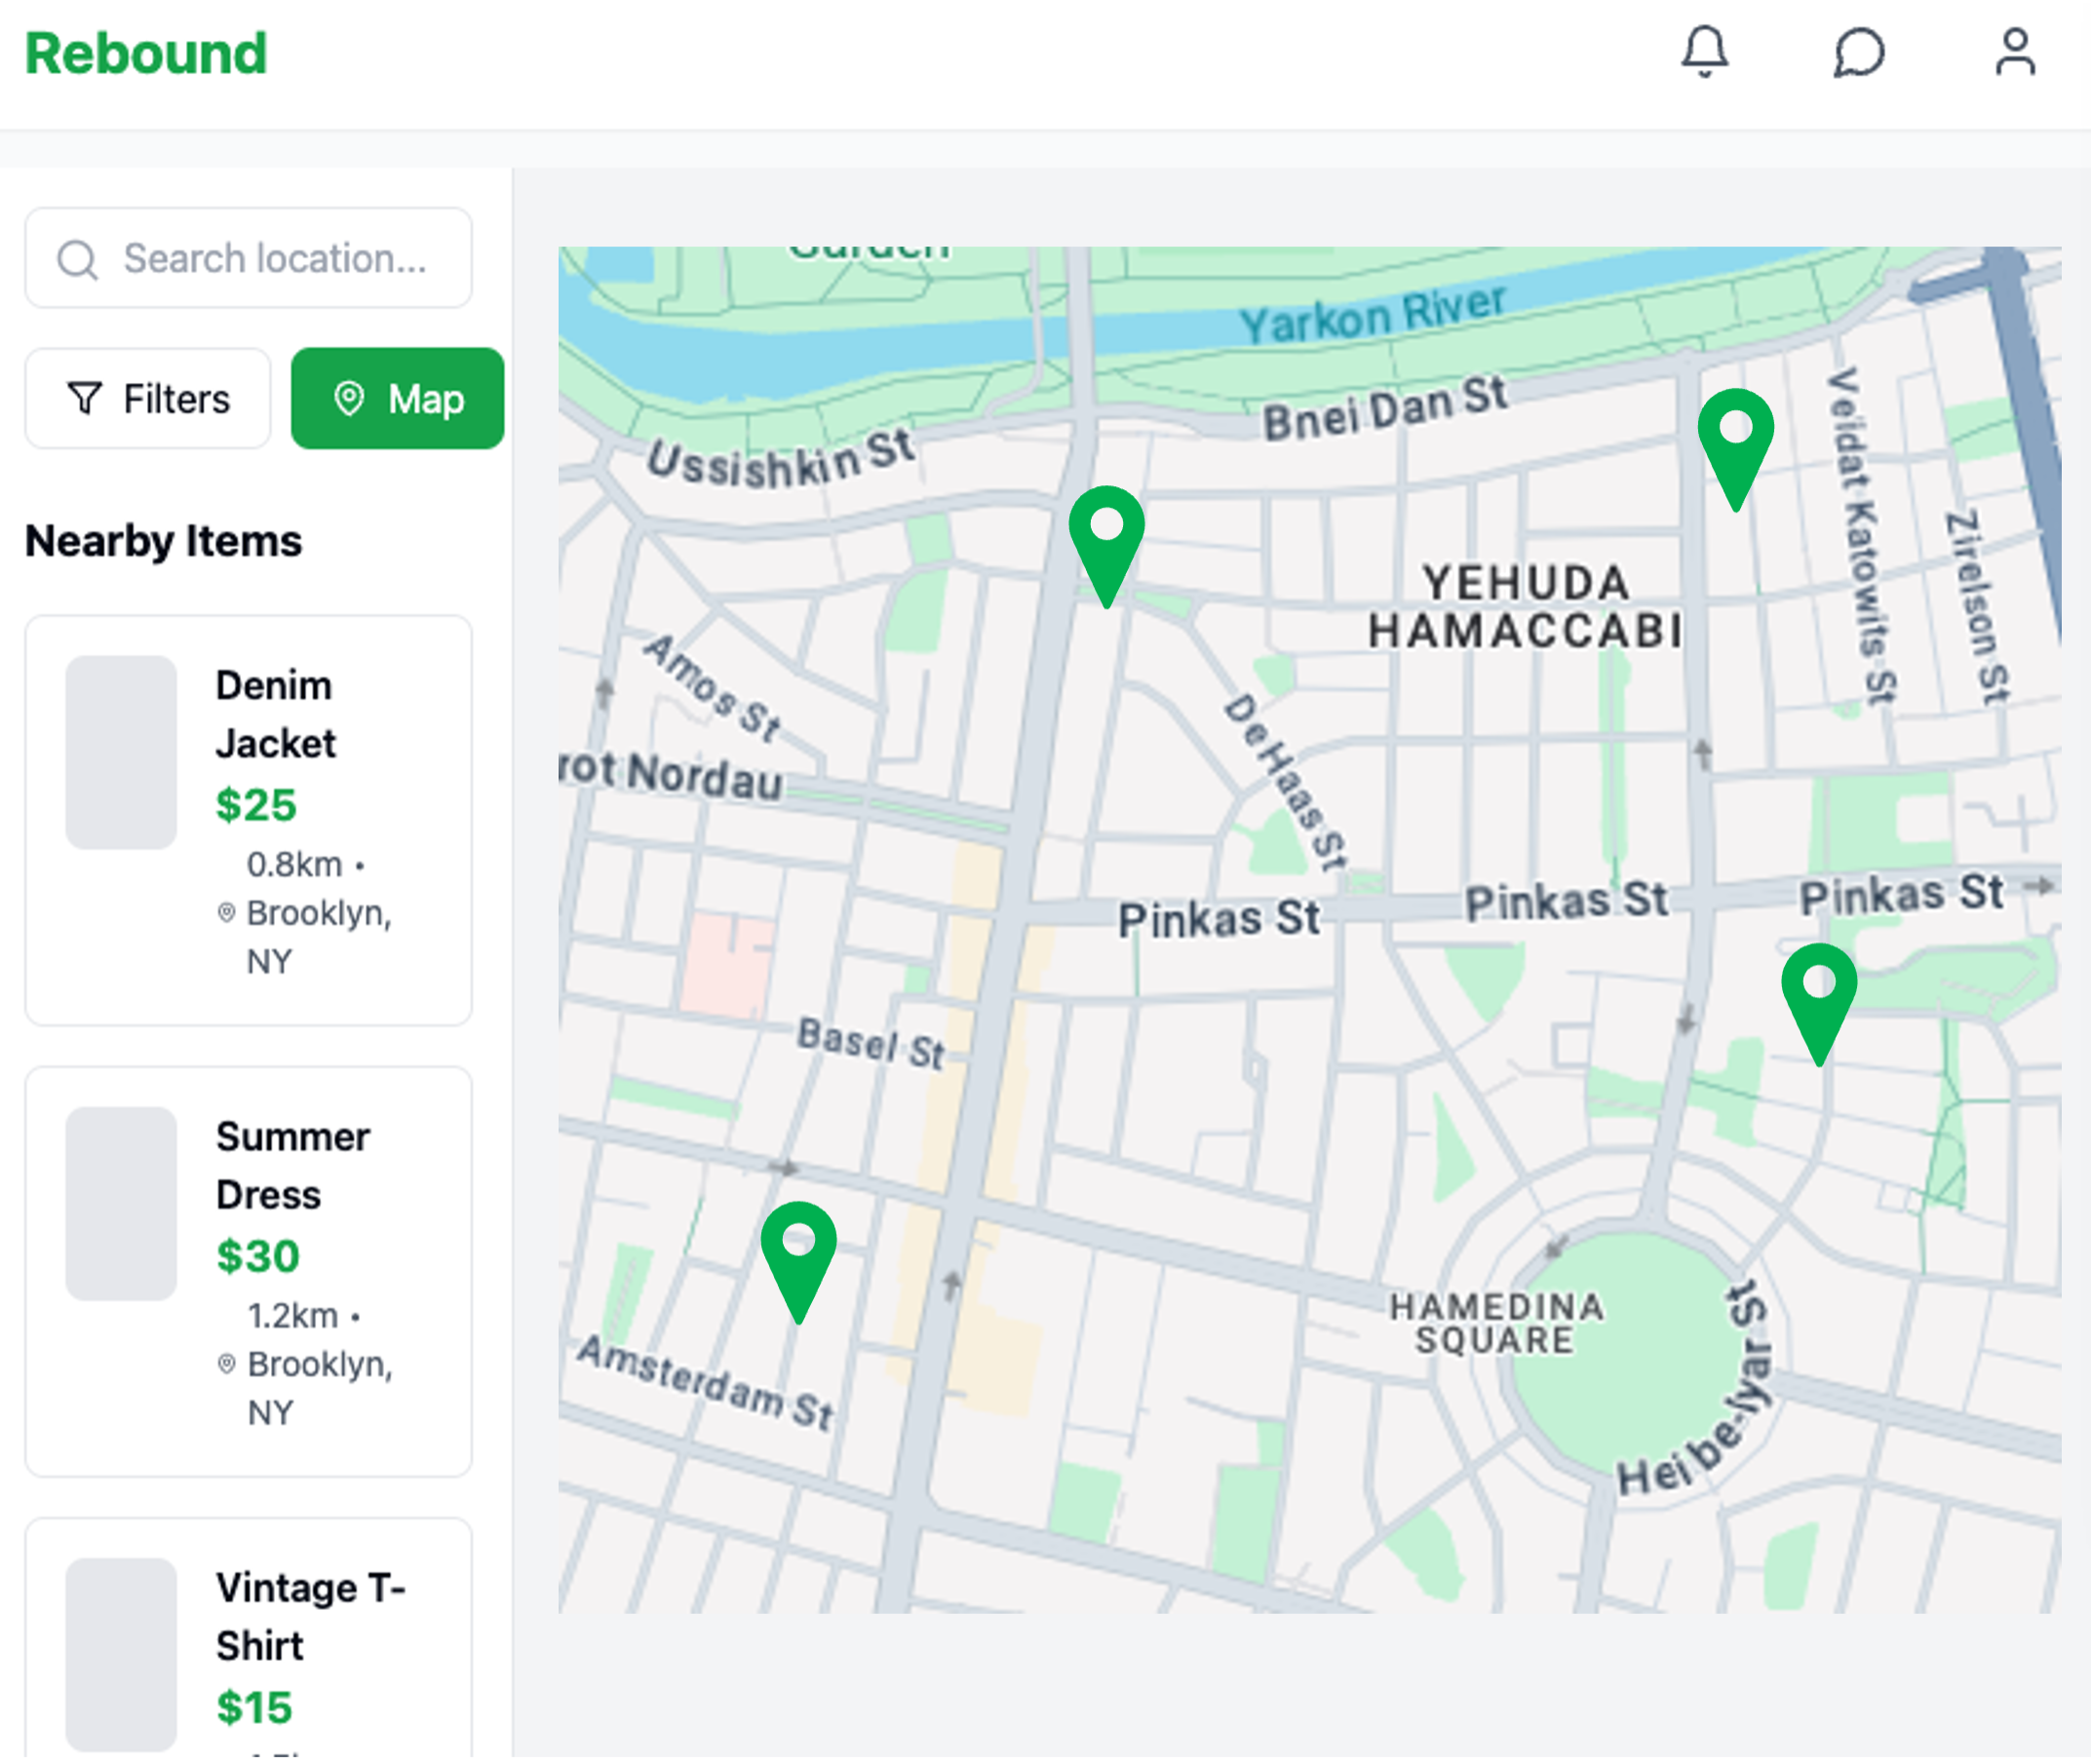 Rebound
Search location...
Filters
Map
Nearby Items
Denim
Jacket
$25
0.8km •
Brooklyn,
NY
Summer
Dress
$30
1.2km •
Brooklyn,
NY
Vintage T-
Shirt
$15
Garden
Yarkon River
Bnei Dan St
Ussishkin St
Veidat Katowits St
Zirelson St
YEHUDA
HAMACCABI
Amos St
De Haas St
rot Nordau
Pinkas St
Pinkas St
Pinkas St
Basel St
HAMEDINA
SQUARE
Amsterdam St
Hei be-Iyar St